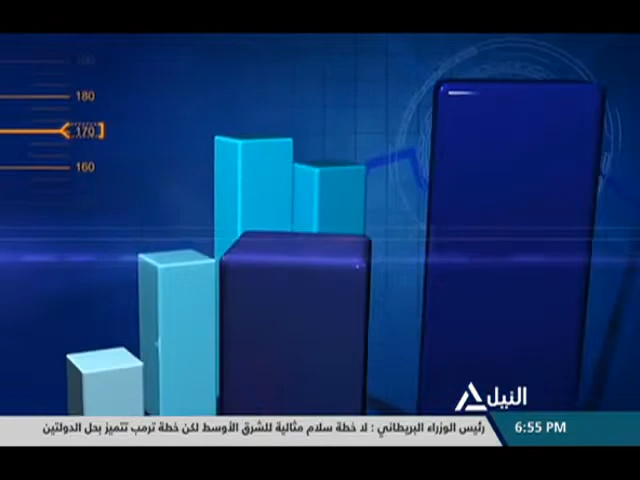 180
170
160
النيل
رئيس الوزراء البريطاني : لا خطة سلام مثالية للشرق الأوسط لكن خطة ترمب تتميز بحل الدولتين
6:55 PM